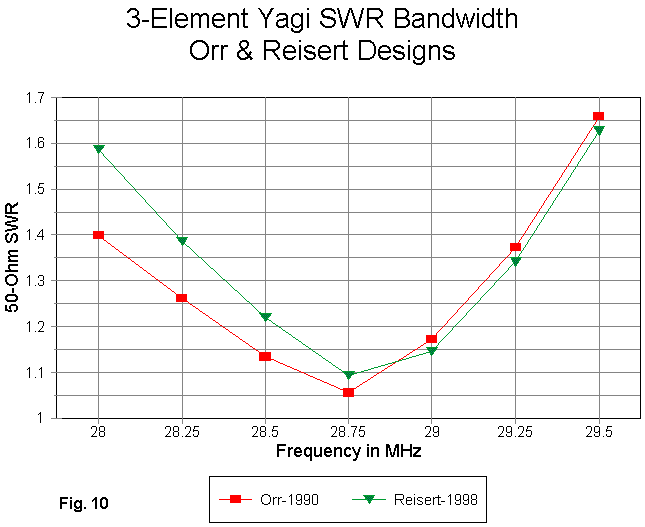 3-Element Yagi SWR Bandwidth
Orr & Reisert Designs
1.7
1.6
1.5
1.4
1.3
1.2
1.1
1
50-Ohm SWR
28 28.25 28.5 28.75 29 29.25 29.5
Frequency in MHz
Fig. 10
Orr-1990 Reisert-1998